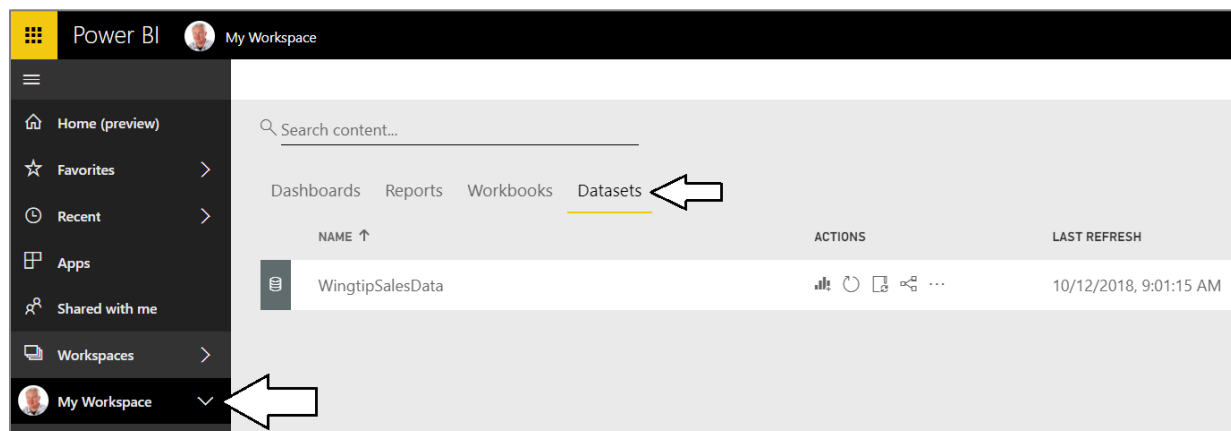 Power BI My Workspace
Home (preview)
Search content...
Favorites
Dashboards Reports Workbooks Datasets
Recent
NAME ↑ ACTIONS LAST REFRESH
Apps
WingtipSalesData ... 10/12/2018, 9:01:15 AM
Shared with me
Workspaces
My Workspace